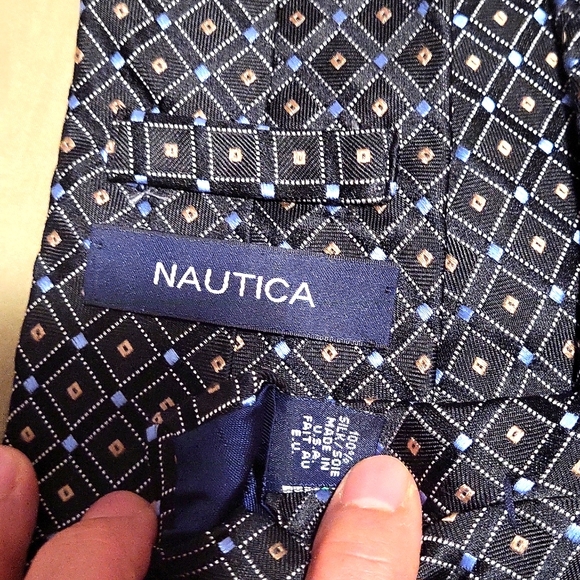 NAUTICA
100%
SILK SOIE
MADE IN
U.S.A.
FAIT AU
E.U.